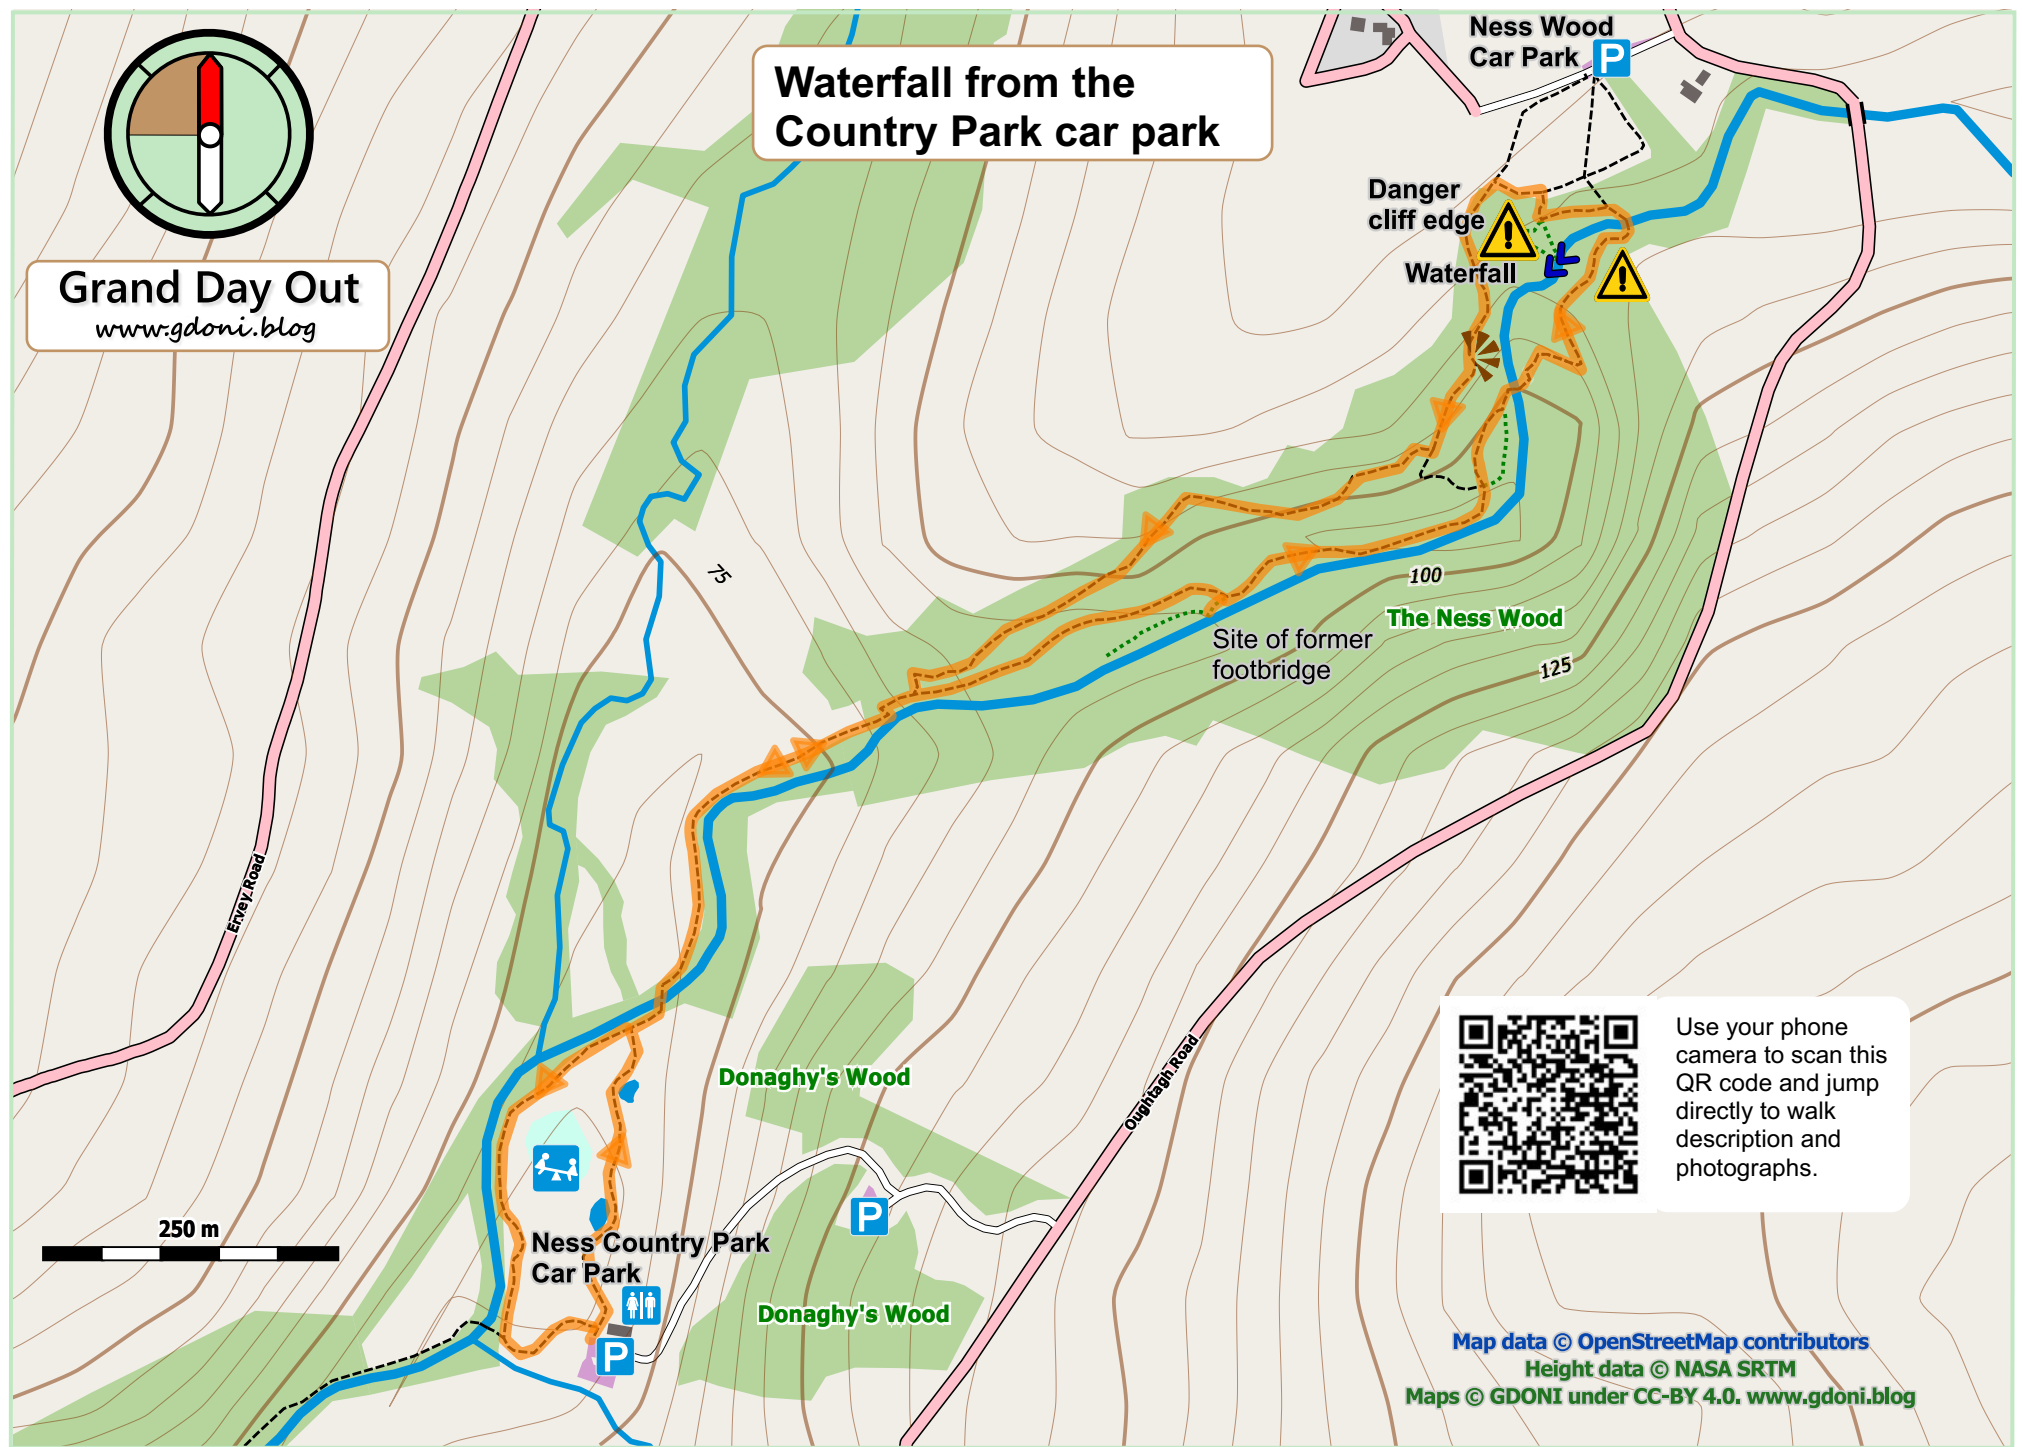 Ness Wood
Car Park
P
Waterfall from the
Country Park car park
Danger
cliff edge
Waterfall
Grand Day Out
www.gdoni.blog
75
100
The Ness Wood
Site of former
footbridge
125
Ervey Road
Donaghy's Wood
Oughtagh Road
Use your phone
camera to scan this
QR code and jump
directly to walk
description and
photographs.
P
250 m
Ness Country Park
Car Park
Donaghy's Wood
P
Map data © OpenStreetMap contributors
Height data © NASA SRTM
Maps © GDONI under CC-BY 4.0. www.gdoni.blog